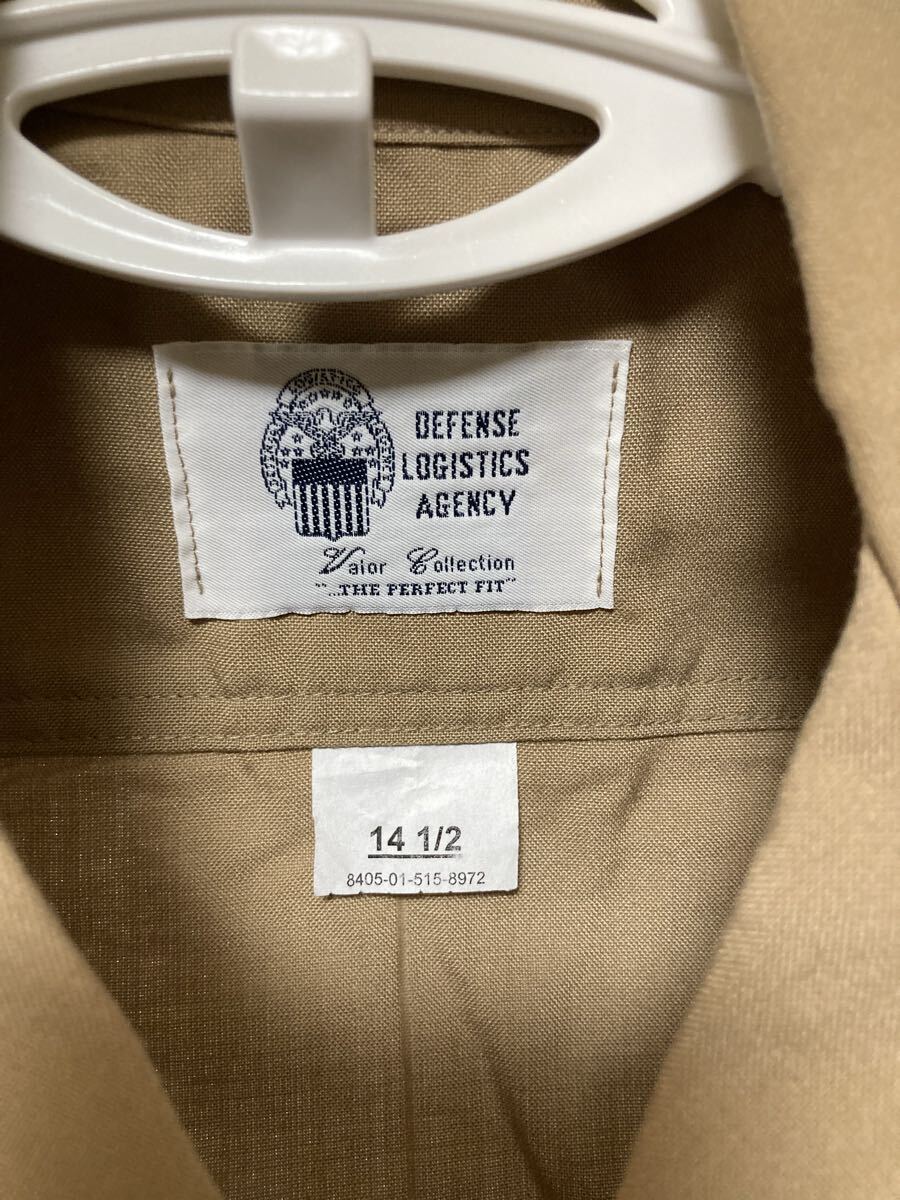 DEFENSE
LOGISTICS
AGENCY
Valor Collection
"...THE PERFECT FIT"
14 1/2
8405-01-515-8972